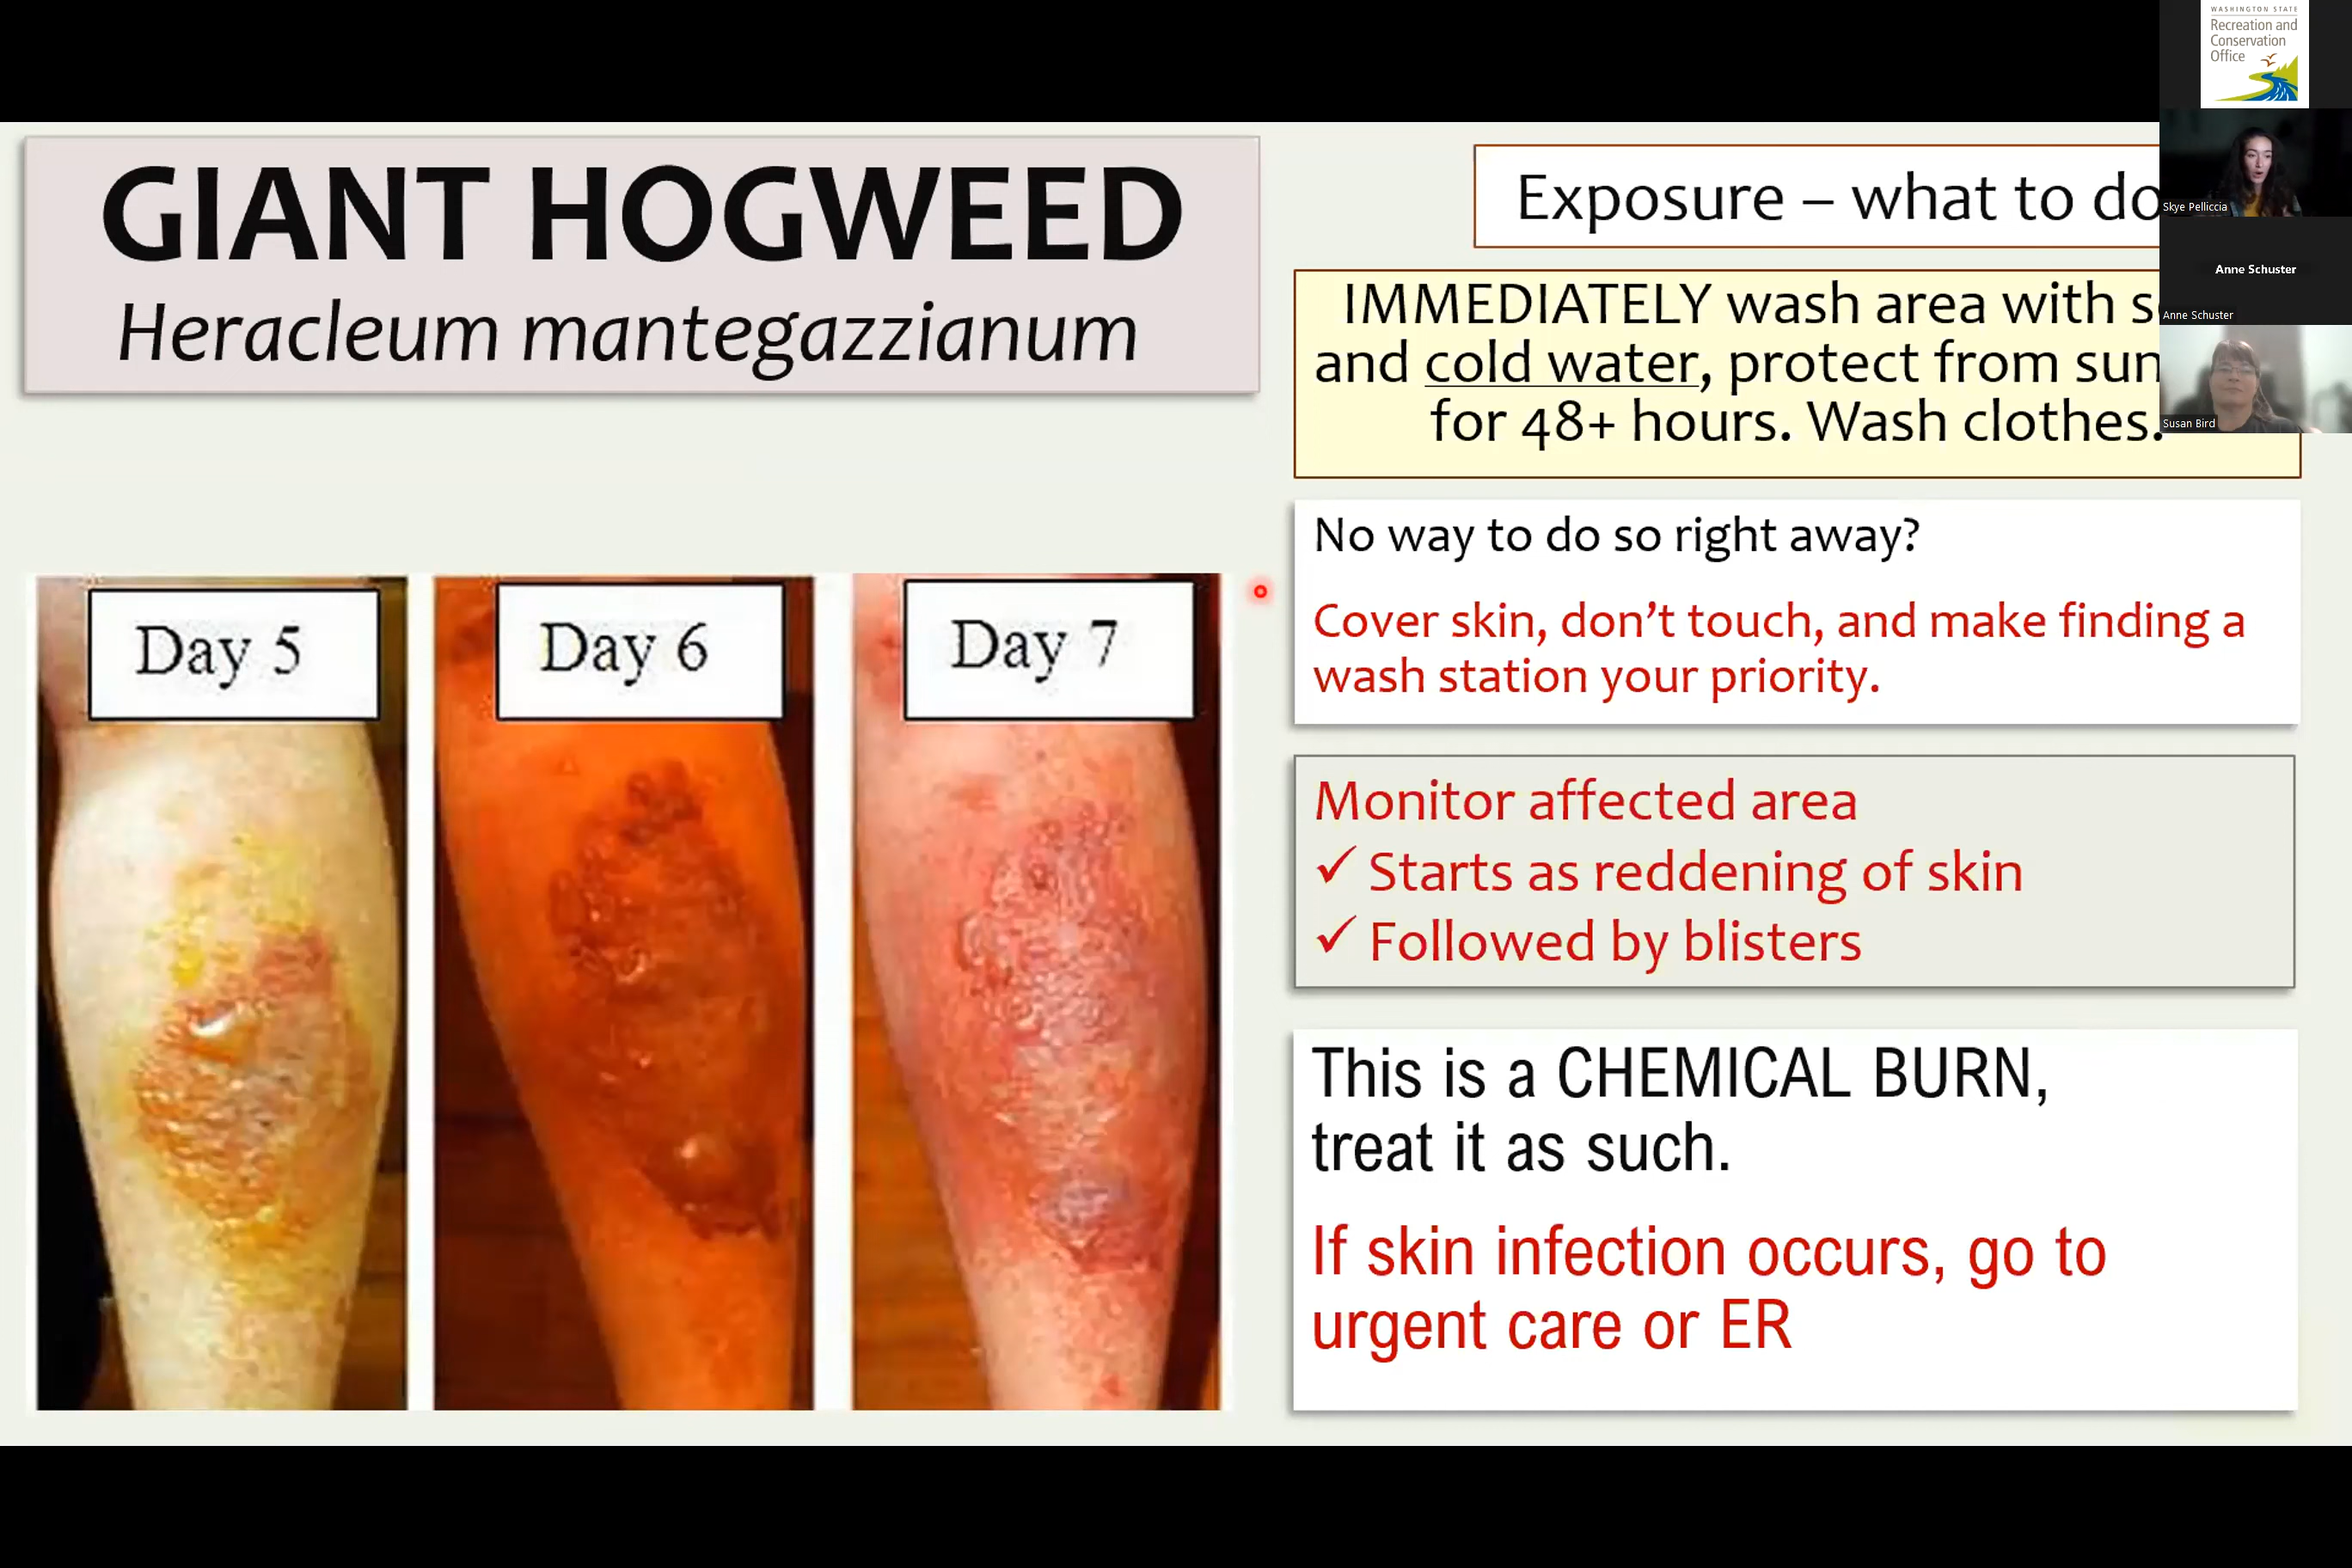 GIANT HOGWEED
Heracleum mantegazzianum
Day 5
Day 6
Day 7
Exposure – what to do
IMMEDIATELY wash area with
and cold water, protect from sun
for 48+ hours. Wash clothes.
No way to do so right away?
Cover skin, don't touch, and make finding a
wash station your priority.
Monitor affected area
✓ Starts as reddening of skin
✓ Followed by blisters
This is a CHEMICAL BURN,
treat it as such.
If skin infection occurs, go to
urgent care or ER
WASHINGTON STATE
Recreation and
Conservation
Office
Skye Pelliccia
Anne Schuster
Anne Schuster
Susan Bird